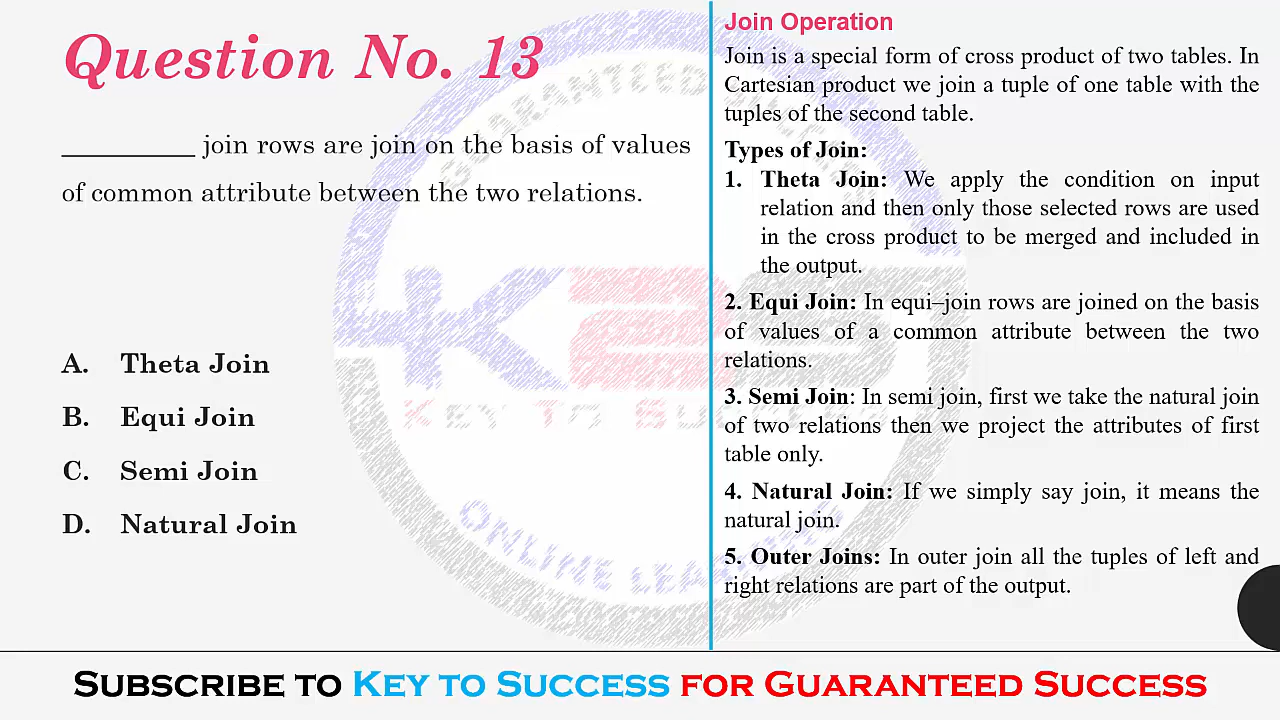 Question No. 13
__________ join rows are join on the basis of values
of common attribute between the two relations.
A. Theta Join
B. Equi Join
C. Semi Join
D. Natural Join
Join Operation
Join is a special form of cross product of two tables. In
Cartesian product we join a tuple of one table with the
tuples of the second table.
Types of Join:
1. Theta Join: We apply the condition on input
relation and then only those selected rows are used
in the cross product to be merged and included in
the output.
2. Equi Join: In equi–join rows are joined on the basis
of values of a common attribute between the two
relations.
3. Semi Join: In semi join, first we take the natural join
of two relations then we project the attributes of first
table only.
4. Natural Join: If we simply say join, it means the
natural join.
5. Outer Joins: In outer join all the tuples of left and
right relations are part of the output.
KEY TO
GUARANTEED
ONLINE
SUBSCRIBE TO KEY TO SUCCESS FOR GUARANTEED SUCCESS